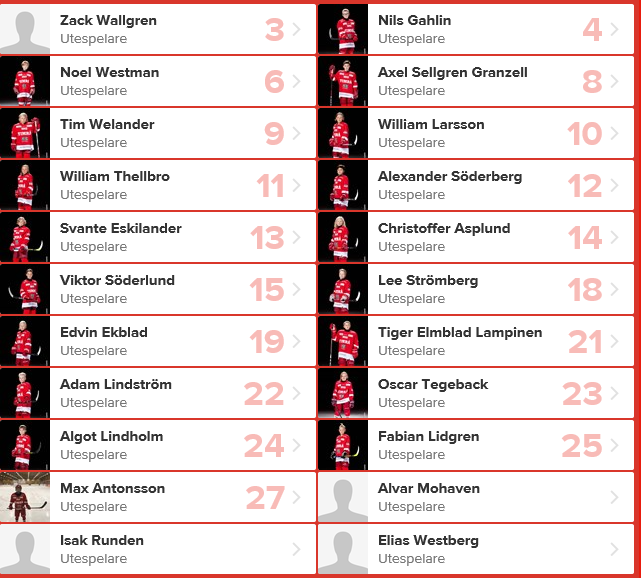 Zack Wallgren
Utespelare
3
Nils Gahlin
Utespelare
4
Noel Westman
Utespelare
6
Axel Sellgren Granzell
Utespelare
8
Tim Welander
Utespelare
9
William Larsson
Utespelare
10
William Thellbro
Utespelare
11
Alexander Söderberg
Utespelare
12
Svante Eskilander
Utespelare
13
Christoffer Asplund
Utespelare
14
Viktor Söderlund
Utespelare
15
Lee Strömberg
Utespelare
18
Edvin Ekblad
Utespelare
19
Tiger Elmblad Lampinen
Utespelare
21
Adam Lindström
Utespelare
22
Oscar Tegeback
Utespelare
23
Algot Lindholm
Utespelare
24
Fabian Lidgren
Utespelare
25
Max Antonsson
Utespelare
27
Alvar Mohaven
Utespelare
Isak Runden
Utespelare
Elias Westberg
Utespelare